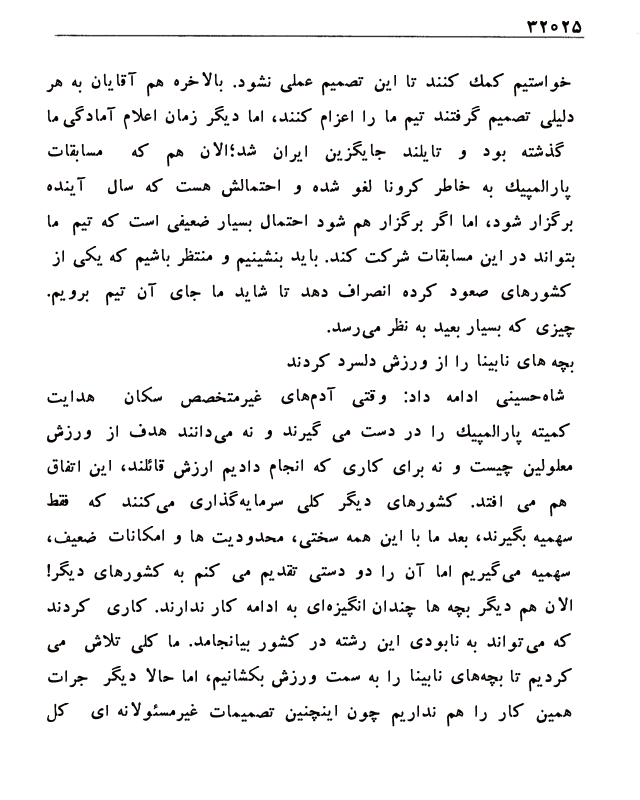 ۳۲۰۲۵
خواستیم کمك کنند تا این تصمیم عملی نشود. بالاخره هم آقایان به هر
دلیلی تصمیم گرفتند تیم ما را اعزام کنند، اما دیگر زمان اعلام آمادگی ما
گذشته بود و تایلند جایگزین ایران شد؛الان هم که مسابقات
پارالمپیك به خاطر کرونا لغو شده و احتمالش هست که سال آینده
برگزار شود، اما اگر برگزار هم شود احتمال بسیار ضعیفی است که تیم ما
بتواند در این مسابقات شرکت کند. باید بنشینیم و منتظر باشیم که یکی از
کشورهای صعود کرده انصراف دهد تا شاید ما جای آن تیم برویم.
چیزی که بسیار بعید به نظر می‌رسد.
بچه های نابینا را از ورزش دلسرد کردند
شاه‌حسینی ادامه داد: وقتی آدم‌های غیرمتخصص سکان هدایت
کمیته پارالمپیك را در دست می گیرند و نه می‌دانند هدف از ورزش
معلولین چیست و نه برای کاری که انجام دادیم ارزش قائلند، این اتفاق
هم می افتد. کشورهای دیگر کلی سرمایه‌گذاری می‌کنند که فقط
سهمیه بگیرند، بعد ما با این همه سختی، محدودیت ها و امکانات ضعیف،
سهمیه می‌گیریم اما آن را دو دستی تقدیم می کنم به کشورهای دیگر!
الان هم دیگر بچه ها چندان انگیزه‌ای به ادامه کار ندارند. کاری کردند
که می‌تواند به نابودی این رشته در کشور بیانجامد. ما کلی تلاش می
کردیم تا بچه‌های نابینا را به سمت ورزش بکشانیم، اما حالا دیگر جرات
همین کار را هم نداریم چون اینچنین تصمیمات غیرمسئولانه ای کل